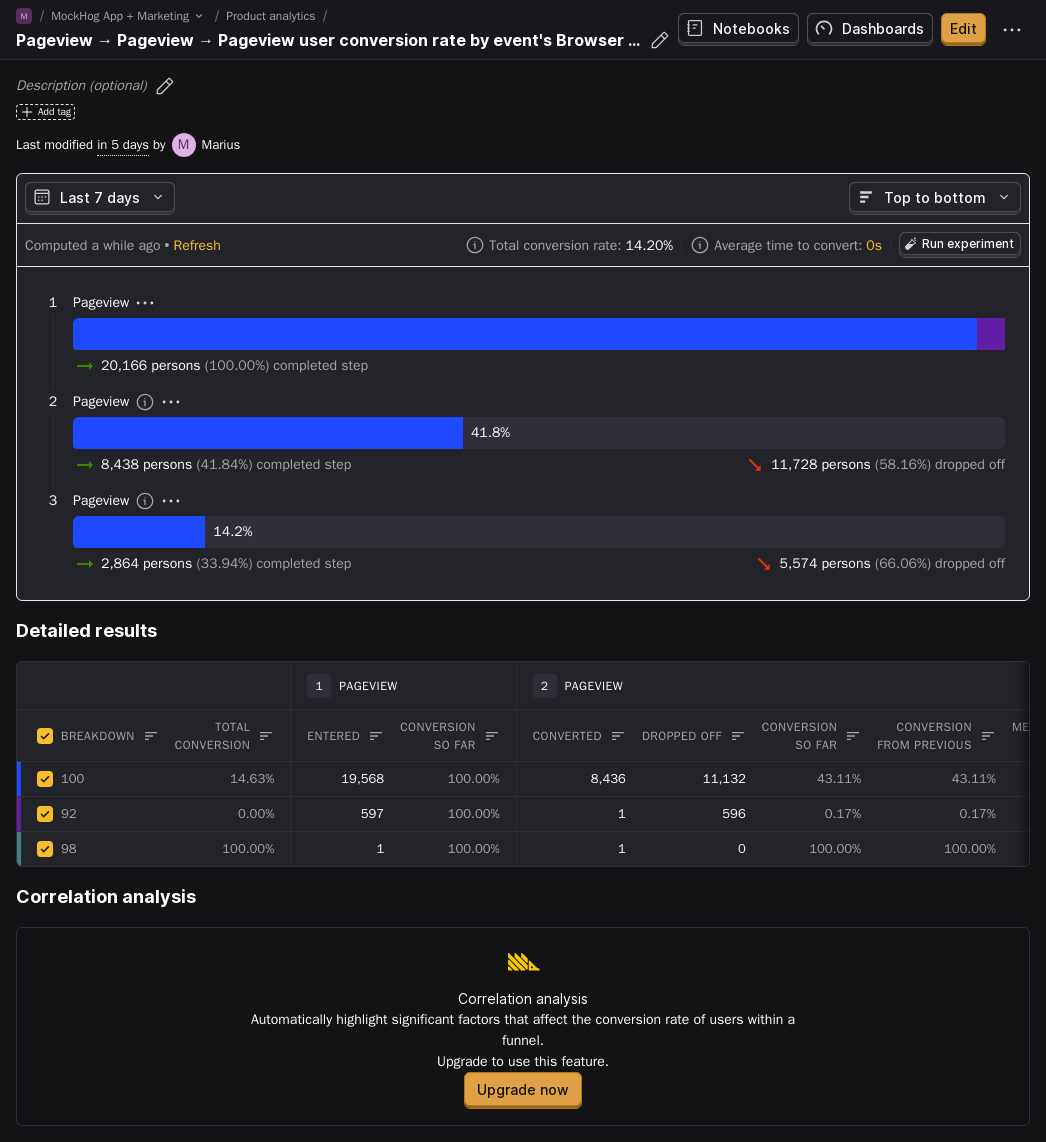 M / MockHog App + Marketing / Product analytics /
Pageview → Pageview → Pageview user conversion rate by event's Browser ...
Notebooks
Dashboards
Edit
Description (optional)
Add tag
Last modified in 5 days by M Marius
Last 7 days
Top to bottom
Computed a while ago • Refresh
Total conversion rate: 14.20%
Average time to convert: 0s
Run experiment
1 Pageview
20,166 persons (100.00%) completed step
2 Pageview
41.8%
8,438 persons (41.84%) completed step
11,728 persons (58.16%) dropped off
3 Pageview
14.2%
2,864 persons (33.94%) completed step
5,574 persons (66.06%) dropped off
Detailed results
1 PAGEVIEW
2 PAGEVIEW
BREAKDOWN
TOTAL
CONVERSION
ENTERED
CONVERSION
SO FAR
CONVERTED
DROPPED OFF
CONVERSION
SO FAR
CONVERSION
FROM PREVIOUS
ME
100 14.63% 19,568 100.00% 8,436 11,132 43.11% 43.11%
92 0.00% 597 100.00% 1 596 0.17% 0.17%
98 100.00% 1 100.00% 1 0 100.00% 100.00%
Correlation analysis
Correlation analysis
Automatically highlight significant factors that affect the conversion rate of users within a
funnel.
Upgrade to use this feature.
Upgrade now